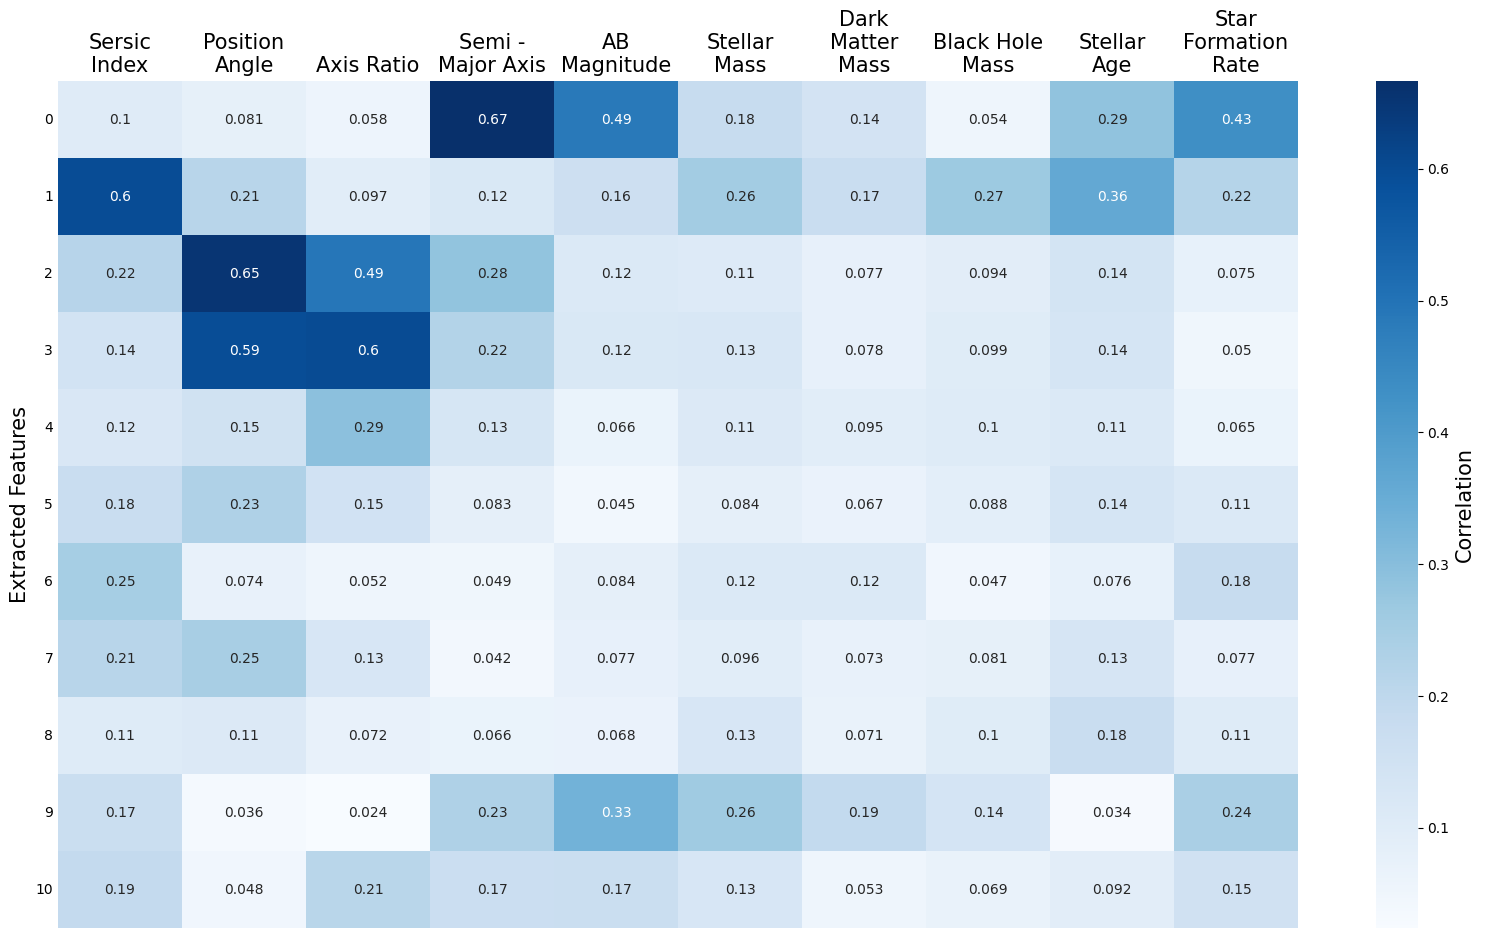 Sersic Index
Position Angle
Axis Ratio
Semi - Major Axis
AB Magnitude
Stellar Mass
Dark Matter Mass
Black Hole Mass
Stellar Age
Star Formation Rate
0 0.1 0.081 0.058 0.67 0.49 0.18 0.14 0.054 0.29 0.43
1 0.6 0.21 0.097 0.12 0.16 0.26 0.17 0.27 0.36 0.22
2 0.22 0.65 0.49 0.28 0.12 0.11 0.077 0.094 0.14 0.075
3 0.14 0.59 0.6 0.22 0.12 0.13 0.078 0.099 0.14 0.05
4 0.12 0.15 0.29 0.13 0.066 0.11 0.095 0.1 0.11 0.065
5 0.18 0.23 0.15 0.083 0.045 0.084 0.067 0.088 0.14 0.11
6 0.25 0.074 0.052 0.049 0.084 0.12 0.12 0.047 0.076 0.18
7 0.21 0.25 0.13 0.042 0.077 0.096 0.073 0.081 0.13 0.077
8 0.11 0.11 0.072 0.066 0.068 0.13 0.071 0.1 0.18 0.11
9 0.17 0.036 0.024 0.23 0.33 0.26 0.19 0.14 0.034 0.24
10 0.19 0.048 0.21 0.17 0.17 0.13 0.053 0.069 0.092 0.15
Extracted Features
0.6
0.5
0.4
0.3
0.2
0.1
Correlation